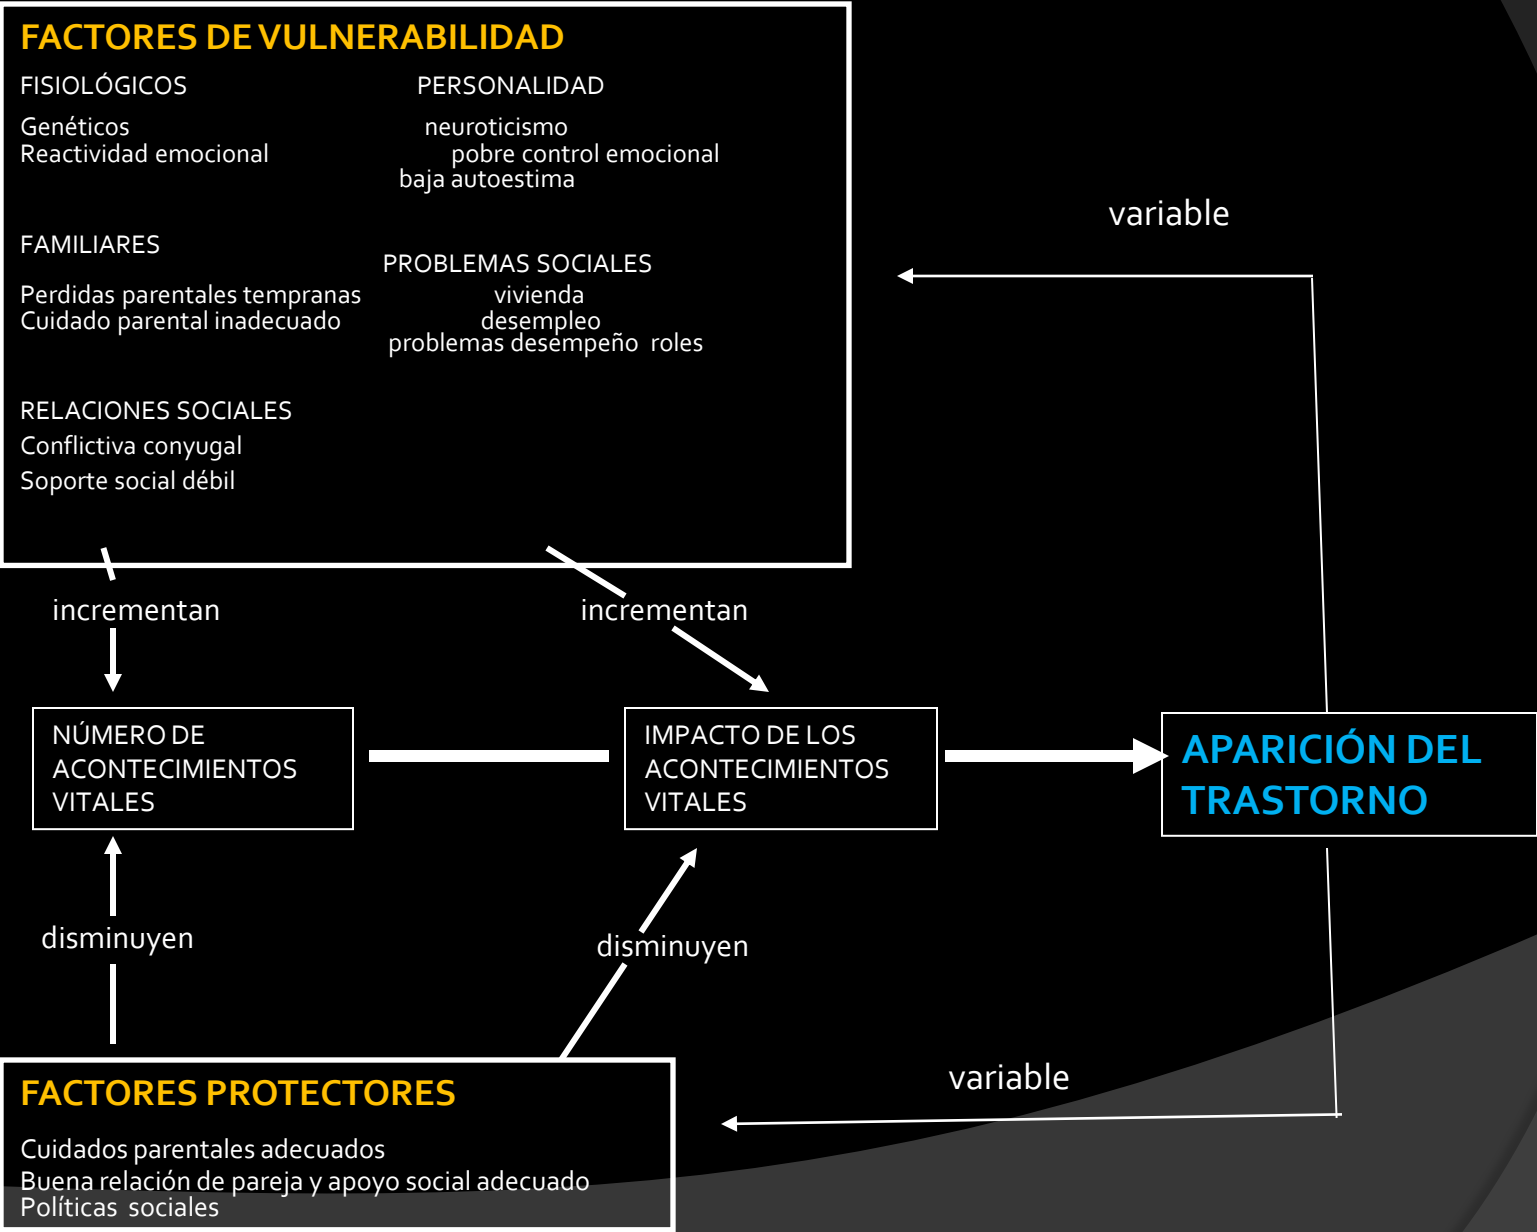 FACTORES DE VULNERABILIDAD
FISIOLÓGICOS
PERSONALIDAD
Genéticos
neuroticismo
Reactividad emocional
pobre control emocional
baja autoestima
variable
FAMILIARES
PROBLEMAS SOCIALES
Perdidas parentales tempranas
vivienda
Cuidado parental inadecuado
desempleo
problemas desempeño roles
RELACIONES SOCIALES
Conflictiva conyugal
Soporte social débil
incrementan
incrementan
NÚMERO DE
ACONTECIMIENTOS
VITALES
IMPACTO DE LOS
ACONTECIMIENTOS
VITALES
APARICIÓN DEL
TRASTORNO
disminuyen
disminuyen
FACTORES PROTECTORES
variable
Cuidados parentales adecuados
Buena relación de pareja y apoyo social adecuado
Políticas sociales